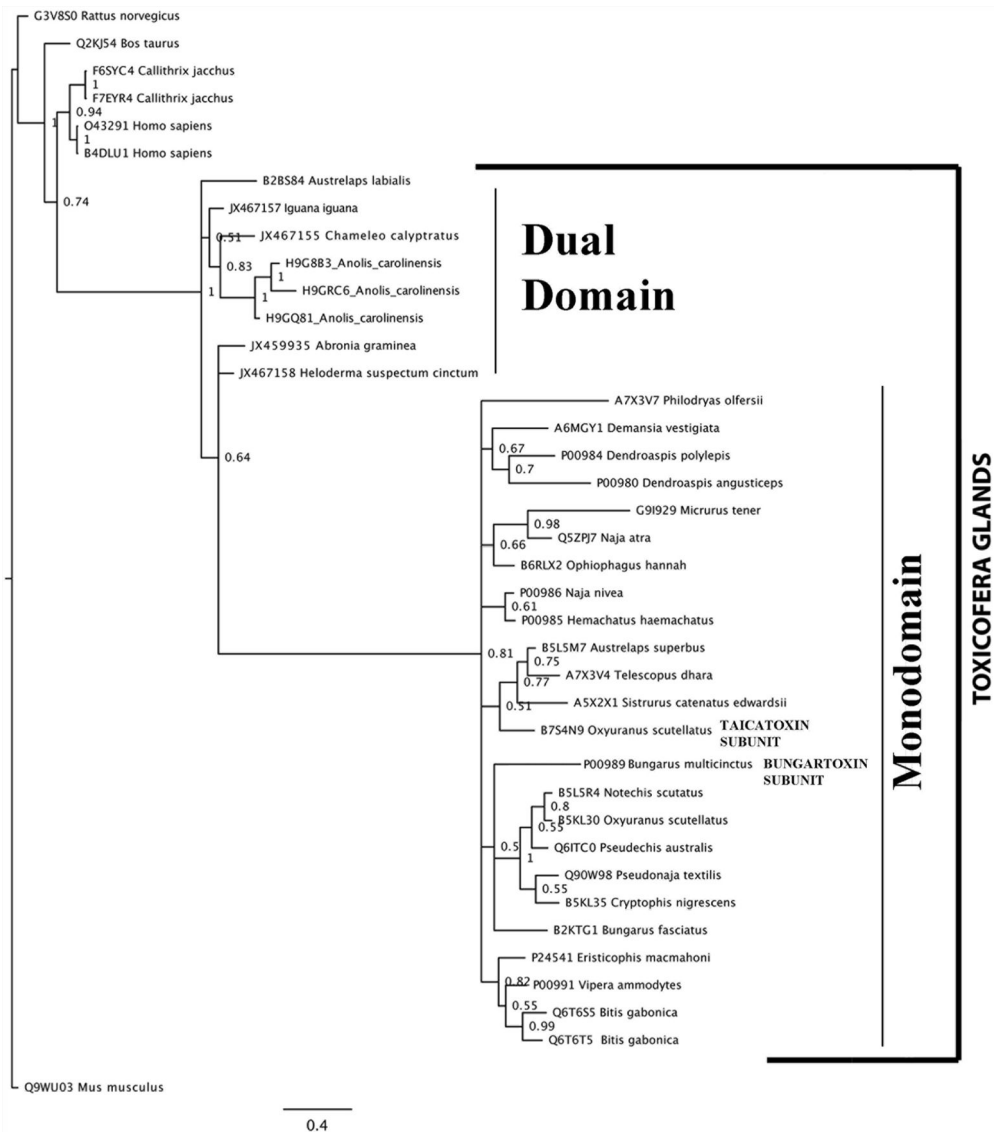 G3V8S0 Rattus norvegicus
Q2KJ54 Bos taurus
F6SYC4 Callithrix jacchus
1
F7EYR4 Callithrix jacchus
0.94
1
O43291 Homo sapiens
1
B4DLU1 Homo sapiens
0.74
B2BS84 Austrelaps labialis
JX467157 Iguana iguana
0.51
JX467155 Chameleo calyptratus
0.83
H9G8B3_Anolis_carolinensis
1
H9GRC6_Anolis_carolinensis
1
1
H9GQ81_Anolis_carolinensis
Dual
Domain
JX459935 Abronia graminea
JX467158 Heloderma suspectum cinctum
0.64
A7X3V7 Philodryas olfersii
A6MGY1 Demansia vestigiata
0.67
P00984 Dendroaspis polylepis
0.7
P00980 Dendroaspis angusticeps
G9I929 Micrurus tener
0.98
Q5ZPJ7 Naja atra
0.66
B6RLX2 Ophiophagus hannah
P00986 Naja nivea
0.61
P00985 Hemachatus haemachatus
0.81
B5L5M7 Austrelaps superbus
0.75
A7X3V4 Telescopus dhara
0.77
A5X2X1 Sistrurus catenatus edwardsii
0.51
B7S4N9 Oxyuranus scutellatus
TAICATOXIN
SUBUNIT
P00989 Bungarus multicinctus
BUNGARTOXIN
SUBUNIT
B5L5R4 Notechis scutatus
0.8
B5KL30 Oxyuranus scutellatus
0.55
0.5
Q6ITC0 Pseudechis australis
1
Q90W98 Pseudonaja textilis
0.55
B5KL35 Cryptophis nigrescens
B2KTG1 Bungarus fasciatus
P24541 Eristicophis macmahoni
0.82
P00991 Vipera ammodytes
0.55
Q6T6S5 Bitis gabonica
0.99
Q6T6T5 Bitis gabonica
Monodomain
TOXICOFERA GLANDS
Q9WU03 Mus musculus
0.4